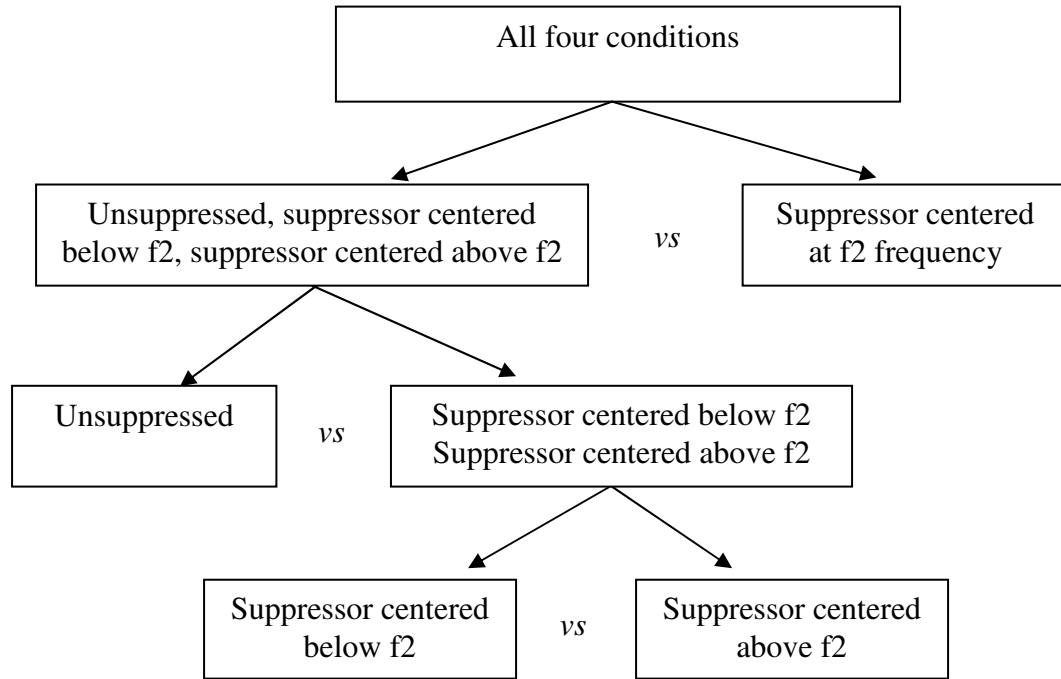 All four conditions
Unsuppressed, suppressor centered
below f2, suppressor centered above f2
vs
Suppressor centered
at f2 frequency
Unsuppressed
vs
Suppressor centered below f2
Suppressor centered above f2
Suppressor centered
below f2
vs
Suppressor centered
above f2